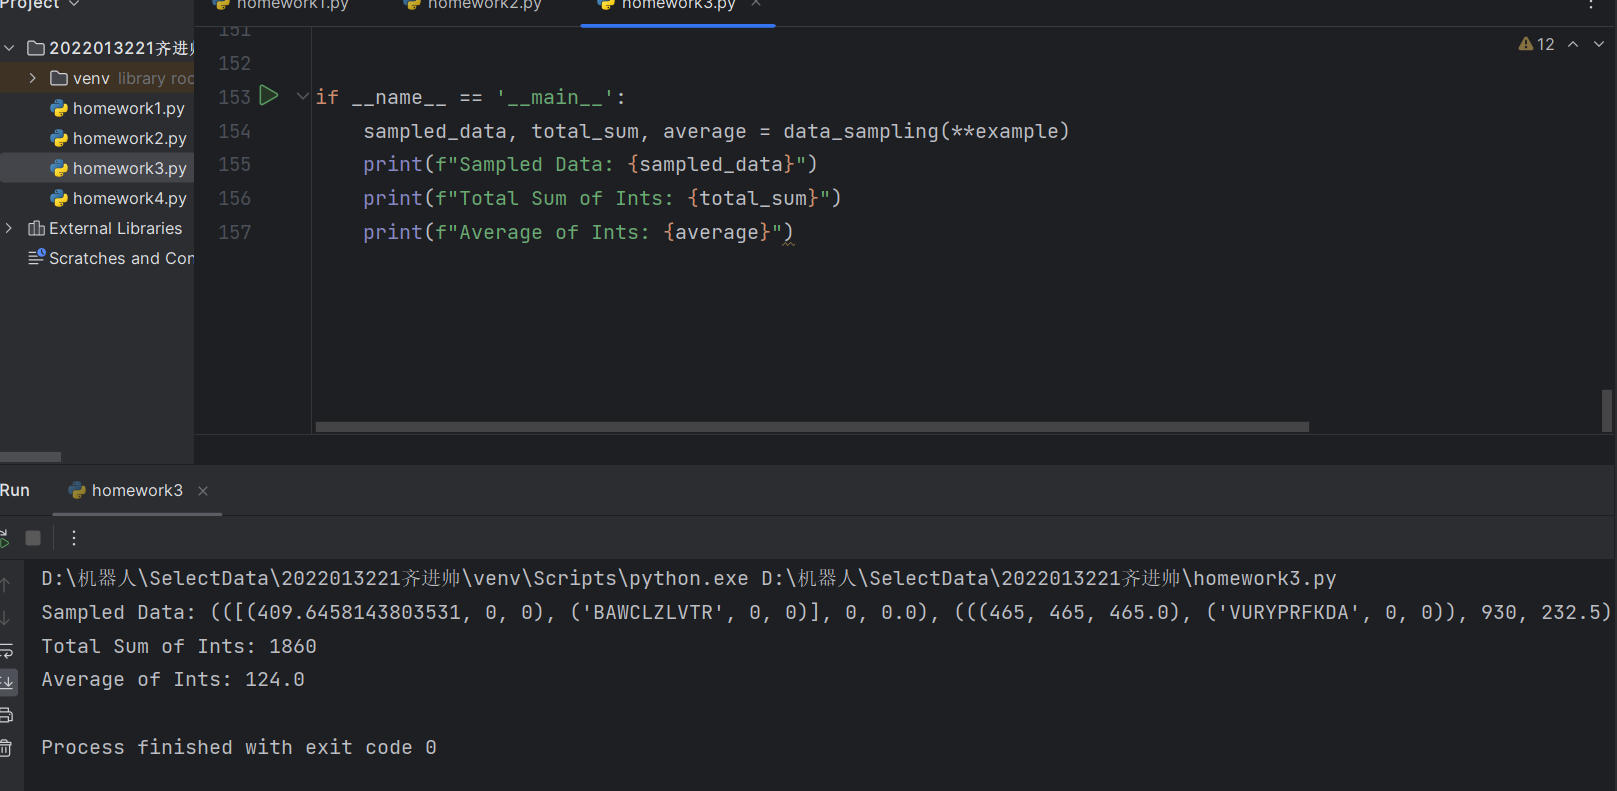 Project
homework1.py homework2.py homework3.py
2022013221齐进
venv library roo
homework1.py
homework2.py
homework3.py
homework4.py
External Libraries
Scratches and Con
12
151
152
153 if __name__ == '__main__':
154 sampled_data, total_sum, average = data_sampling(**example)
155 print(f"Sampled Data: {sampled_data}")
156 print(f"Total Sum of Ints: {total_sum}")
157 print(f"Average of Ints: {average}")
Run homework3
D:\机器人\SelectData\2022013221齐进帅\venv\Scripts\python.exe D:\机器人\SelectData\2022013221齐进帅\homework3.py
Sampled Data: (([(409.6458143803531, 0, 0), ('BAWCLZLVTR', 0, 0)], 0, 0.0), (((465, 465, 465.0), ('VURYPRFKDA', 0, 0)), 930, 232.5)
Total Sum of Ints: 1860
Average of Ints: 124.0
Process finished with exit code 0